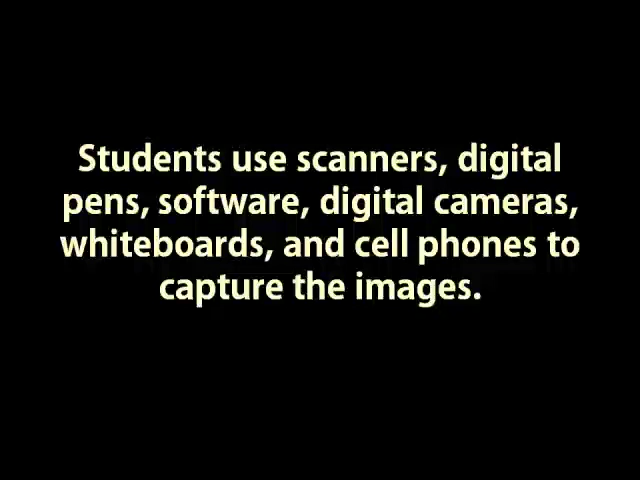 Students use scanners, digital
pens, software, digital cameras,
whiteboards, and cell phones to
capture the images.